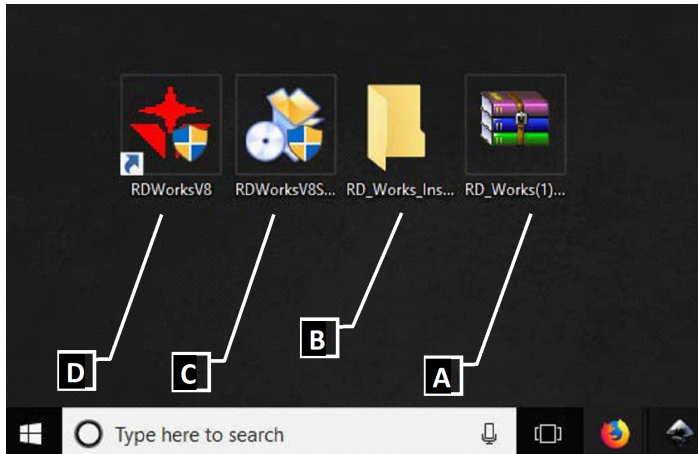 RDWorksV8 RDWorksV8S... RD_Works_Ins... RD_Works(1)...
B
D C A
Type here to search